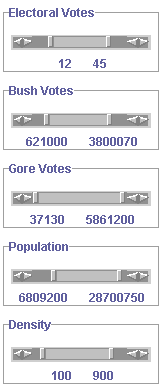 Electoral Votes
12 45
Bush Votes
621000 3800070
Gore Votes
37130 5861200
Population
6809200 28700750
Density
100 900